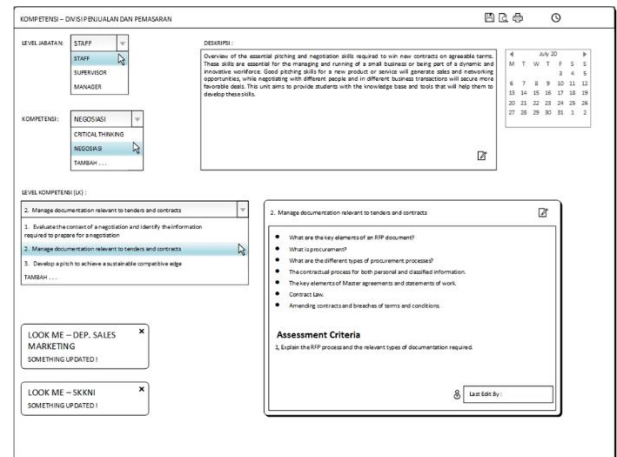 KOMPETENSI – DIVISI PENJUALAN DAN PEMASARAN
LEVEL JABATAN:
STAFF
STAFF
SUPERVISOR
MANAGER
KOMPETENSI:
NEGOSIASI
CRITICAL THINKING
NEGOSIASI
TAMBAH . . .
DESKRIPSI :
Overview of the essential pitching and negotiation skills required to win new contracts on agreeable terms.
These skills are essential for the managing and running of a small business or being part of a dynamic and
innovative workforce. Good pitching skills for a new product or service will generate sales and networking
opportunities, while negotiating with different people and in different business transactions will secure more
favorable deals. This unit aims to provide students with the knowledge base and tools that will help them to
develop these skills.
July 20
M T W T F S S
3 4 5
6 7 8 9 10 11 12
13 14 15 16 17 18 19
20 21 22 23 24 25 26
27 28 29 30 31 1 2
LEVEL KOMPETENSI (LK) :
2. Manage documentation relevant to tenders and contracts
1. Evaluate the context of a negotiation and identify the information
required to prepare for a negotiation
2. Manage documentation relevant to tenders and contracts
3. Develop a pitch to achieve a sustainable competitive edge
TAMBAH . . .
2. Manage documentation relevant to tenders and contracts
● What are the key elements of an RFP document?
● What is procurement?
● What are the different types of procurement processes?
● The contractual process for both personal and classified information.
● The key elements of Master agreements and statements of work.
● Contract Law.
● Amending contracts and breaches of terms and conditions.
Assessment Criteria
1, Explain the RFP process and the relevant types of documentation required.
Last Edit By :
LOOK ME – DEP. SALES
MARKETING
SOMETHING UPDATED !
LOOK ME – SKKNI
SOMETHING UPDATED !